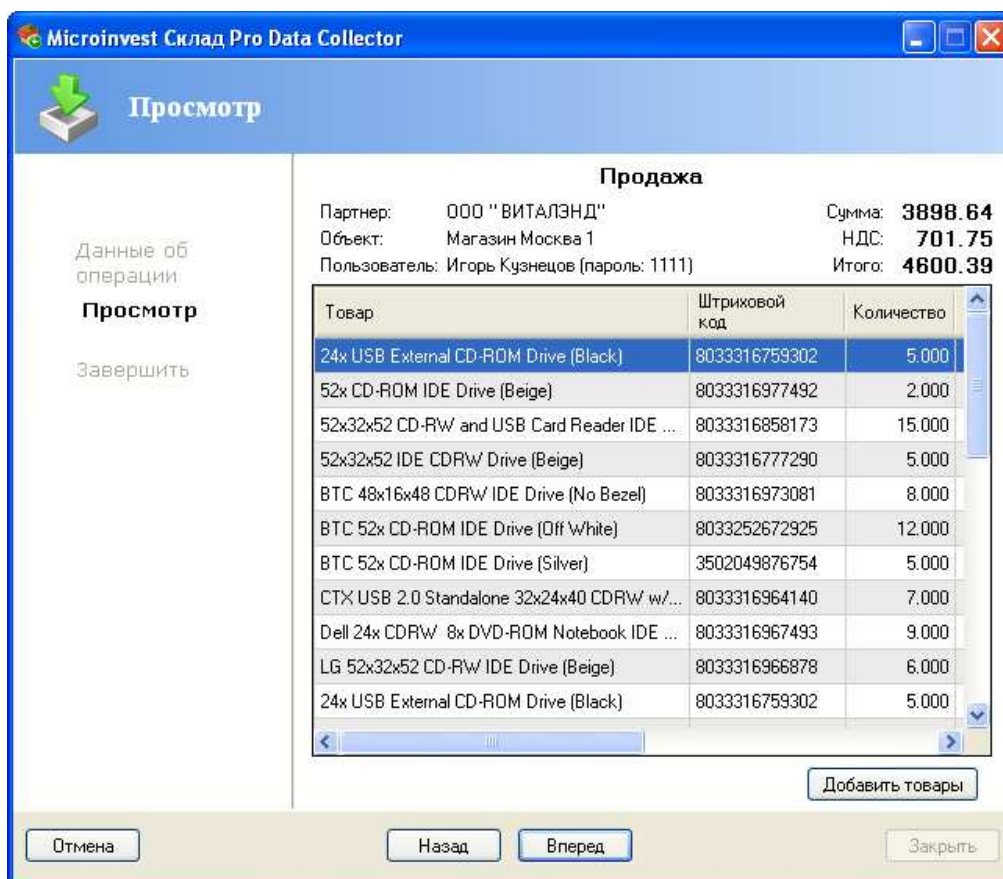 Microinvest Склад Pro Data Collector
Просмотр
Данные об
операции
Просмотр
Завершить
Продажа
Партнер: ООО "ВИТАЛЭНД" Сумма: 3898.64
Объект: Магазин Москва 1 НДС: 701.75
Пользователь: Игорь Кузнецов (пароль: 1111) Итого: 4600.39
Товар Штриховой код Количество
24x USB External CD-ROM Drive (Black) 8033316759302 5.000
52x CD-ROM IDE Drive (Beige) 8033316977492 2.000
52x32x52 CD-RW and USB Card Reader IDE ... 8033316858173 15.000
52x32x52 IDE CDRW Drive (Beige) 8033316777290 5.000
BTC 48x16x48 CDRW IDE Drive (No Bezel) 8033316973081 8.000
BTC 52x CD-ROM IDE Drive (Off White) 8033252672925 12.000
BTC 52x CD-ROM IDE Drive (Silver) 3502049876754 5.000
CTX USB 2.0 Standalone 32x24x40 CDRW w/... 8033316964140 7.000
Dell 24x CDRW 8x DVD-ROM Notebook IDE ... 8033316967493 9.000
LG 52x32x52 CD-RW IDE Drive (Beige) 8033316966878 6.000
24x USB External CD-ROM Drive (Black) 8033316759302 5.000
Добавить товары
Отмена Назад Вперед Закрыть